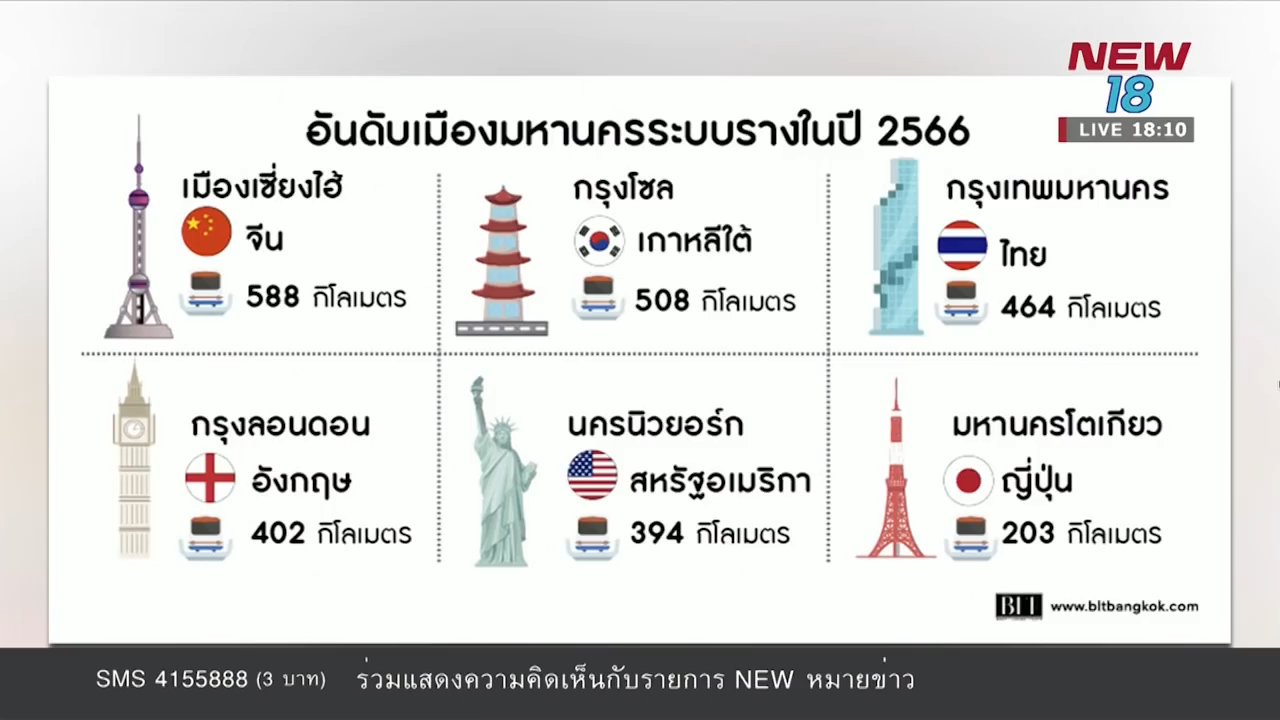 NEW
18
LIVE 18:10
อันดับเมืองมหานครระบบรางในปี 2566
เมืองเซี่ยงไฮ้
จีน
588 กิโลเมตร
กรุงโซล
เกาหลีใต้
508 กิโลเมตร
กรุงเทพมหานคร
ไทย
464 กิโลเมตร
กรุงลอนดอน
อังกฤษ
402 กิโลเมตร
นครนิวยอร์ก
สหรัฐอเมริกา
394 กิโลเมตร
มหานครโตเกียว
ญี่ปุ่น
203 กิโลเมตร
BLT www.bltbangkok.com
SMS 4155888 (3 บาท) ร่วมแสดงความคิดเห็นกับรายการ NEW หมายข่าว